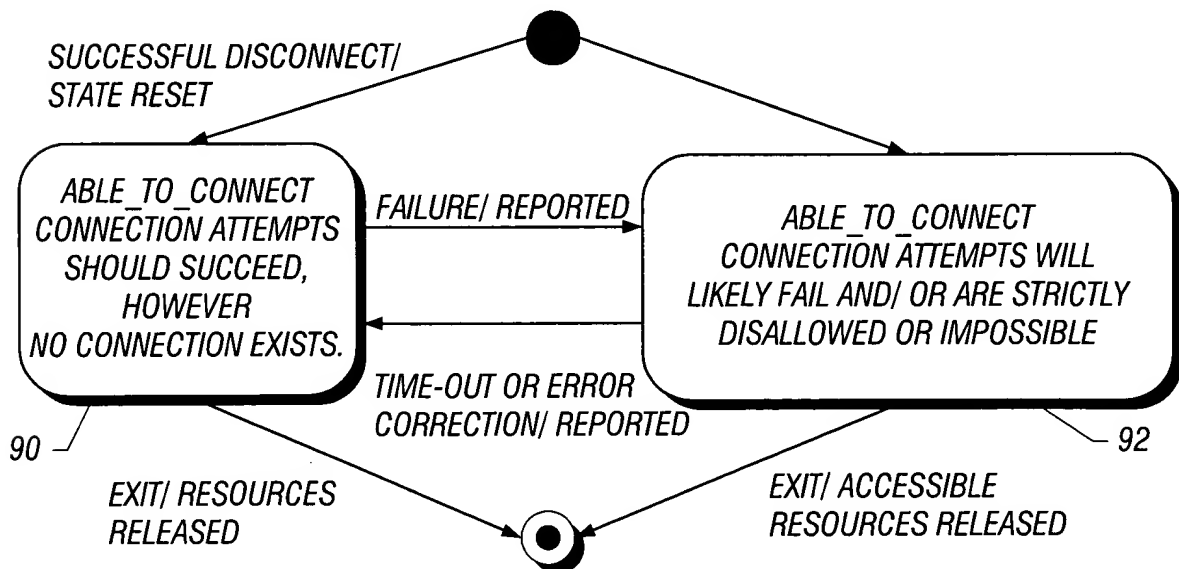 SUCCESSFUL DISCONNECT/
STATE RESET
ABLE_TO_CONNECT
CONNECTION ATTEMPTS
SHOULD SUCCEED,
HOWEVER
NO CONNECTION EXISTS.
FAILURE/ REPORTED
ABLE_TO_CONNECT
CONNECTION ATTEMPTS WILL
LIKELY FAIL AND/ OR ARE STRICTLY
DISALLOWED OR IMPOSSIBLE
TIME-OUT OR ERROR
CORRECTION/ REPORTED
90
92
EXIT/ RESOURCES
RELEASED
EXIT/ ACCESSIBLE
RESOURCES RELEASED